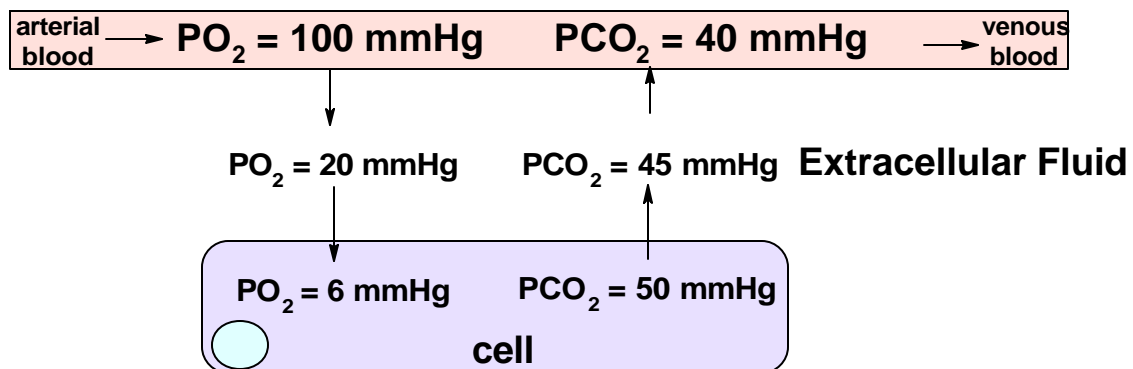 arterial blood
PO2 = 100 mmHg
PCO2 = 40 mmHg
venous blood
PO2 = 20 mmHg
PCO2 = 45 mmHg
Extracellular Fluid
PO2 = 6 mmHg
PCO2 = 50 mmHg
cell